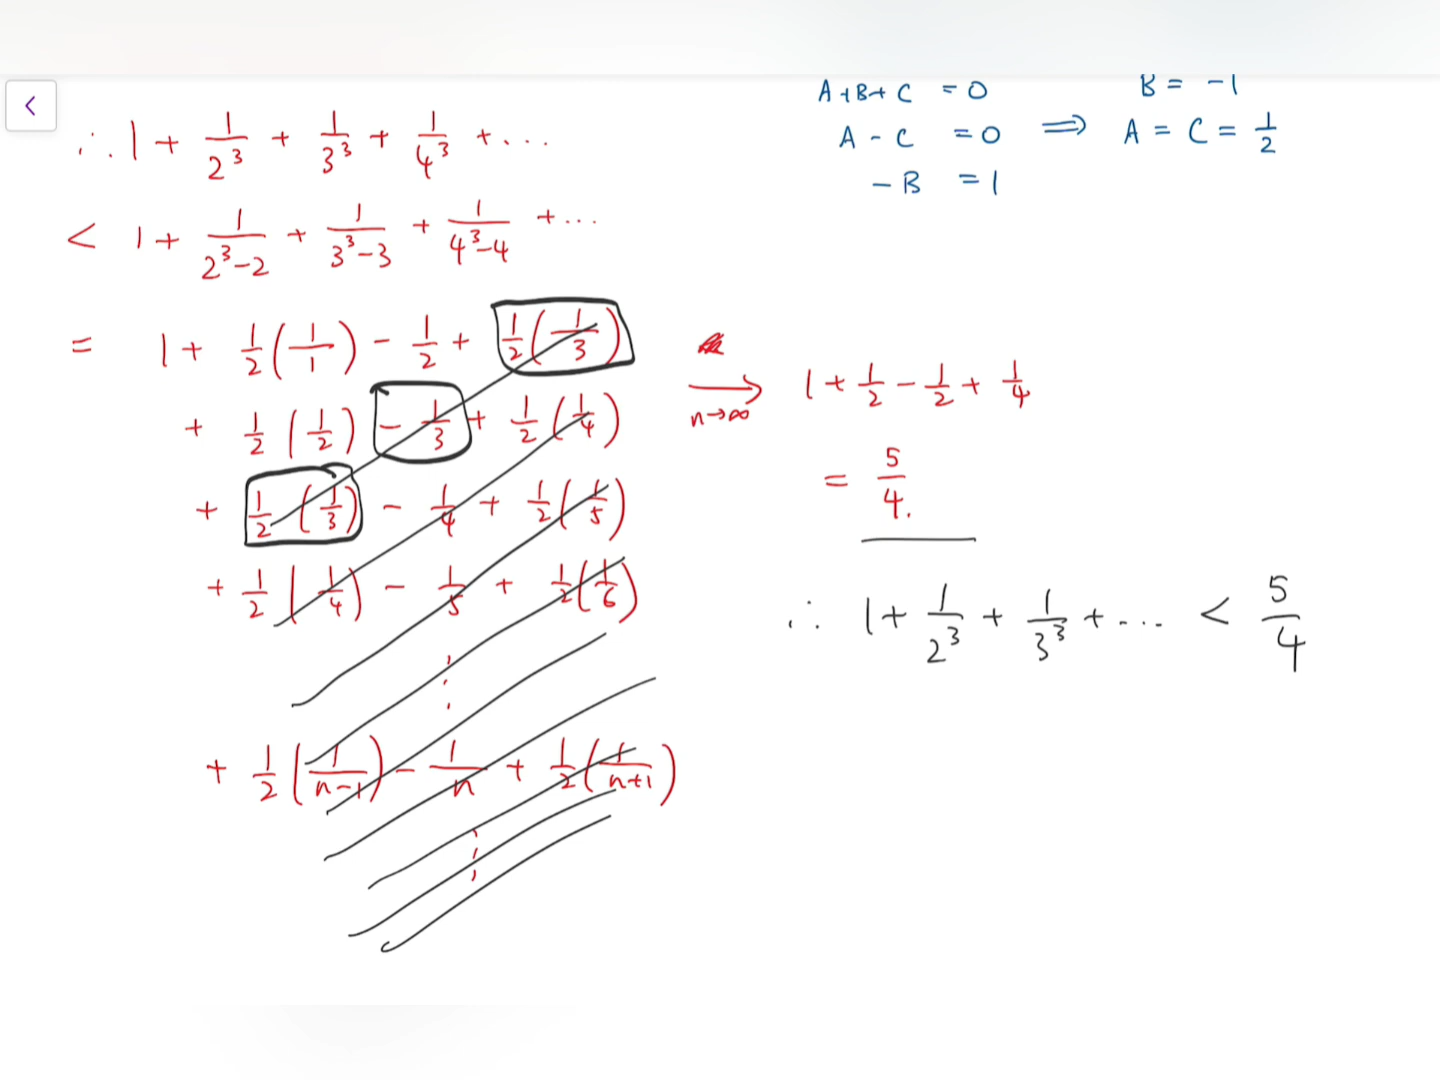 ∴ 1 + 1/2³ + 1/3³ + 1/4³ + ...
< 1 + 1/(2³-2) + 1/(3³-3) + 1/(4³-4) + ...
= 1 + 1/2(1/1) - 1/2 + 1/2(1/3)
+ 1/2(1/2) - 1/3 + 1/2(1/4)
+ 1/2(1/3) - 1/4 + 1/2(1/5)
+ 1/2(1/4) - 1/5 + 1/2(1/6)
⋮
+ 1/2(1/(n-1)) - 1/n + 1/2(1/(n+1))
⋮
A+B+C = 0
A - C = 0
- B = 1
⟹
B = -1
A = C = 1/2
⟶ n→∞
1 + 1/2 - 1/2 + 1/4
= 5/4.
∴ 1 + 1/2³ + 1/3³ + ... < 5/4